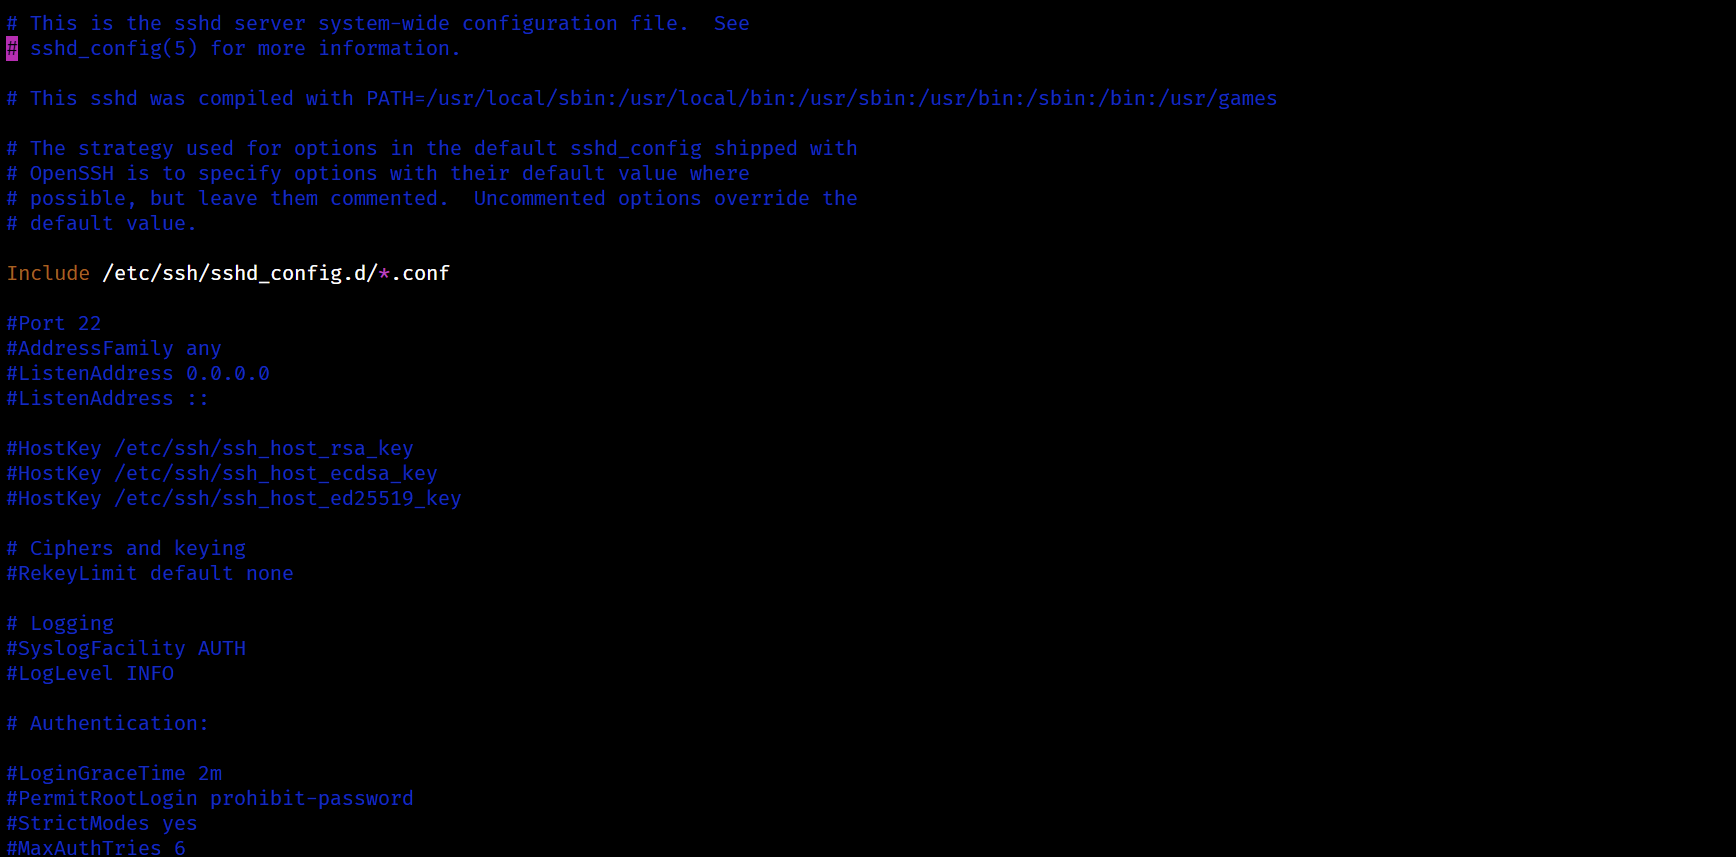 # This is the sshd server system-wide configuration file.  See
# sshd_config(5) for more information.

# This sshd was compiled with PATH=/usr/local/sbin:/usr/local/bin:/usr/sbin:/usr/bin:/sbin:/bin:/usr/games

# The strategy used for options in the default sshd_config shipped with
# OpenSSH is to specify options with their default value where
# possible, but leave them commented.  Uncommented options override the
# default value.

Include /etc/ssh/sshd_config.d/*.conf

#Port 22
#AddressFamily any
#ListenAddress 0.0.0.0
#ListenAddress ::

#HostKey /etc/ssh/ssh_host_rsa_key
#HostKey /etc/ssh/ssh_host_ecdsa_key
#HostKey /etc/ssh/ssh_host_ed25519_key

# Ciphers and keying
#RekeyLimit default none

# Logging
#SyslogFacility AUTH
#LogLevel INFO

# Authentication:

#LoginGraceTime 2m
#PermitRootLogin prohibit-password
#StrictModes yes
#MaxAuthTries 6